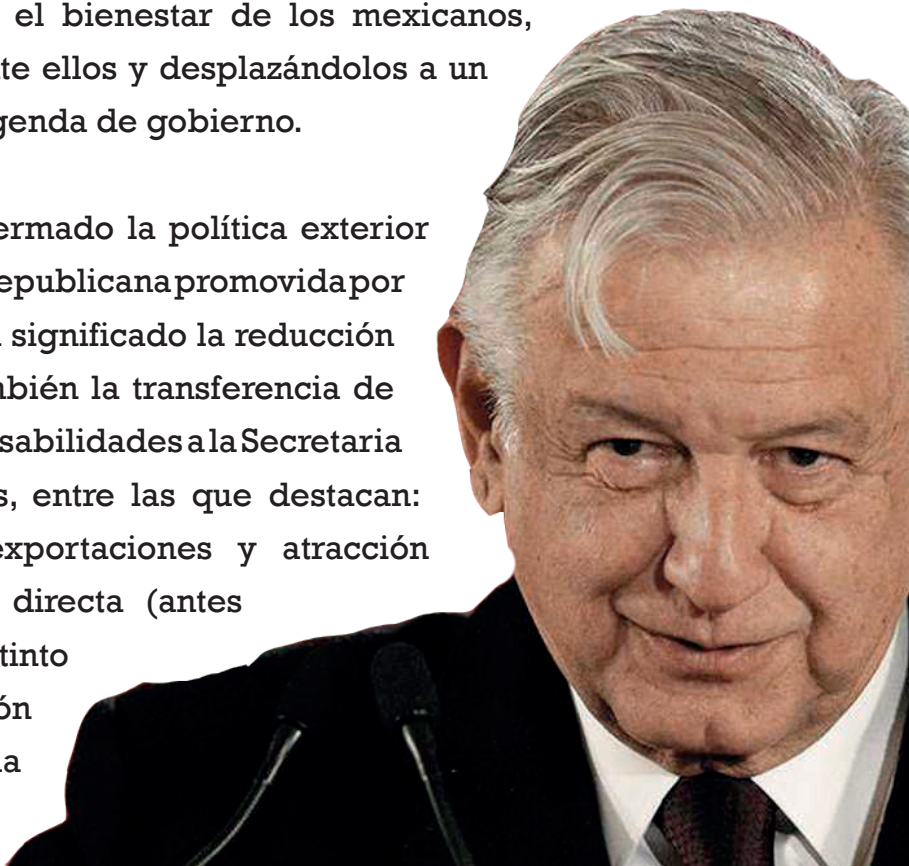 el bienestar de los mexicanos,
te ellos y desplazándolos a un
genda de gobierno.
ermado la política exterior
epublicana promovida por
significado la reducción
mbién la transferencia de
sabilidades a la Secretaria
s, entre las que destacan:
exportaciones y atracción
directa (antes
tinto
ón
a